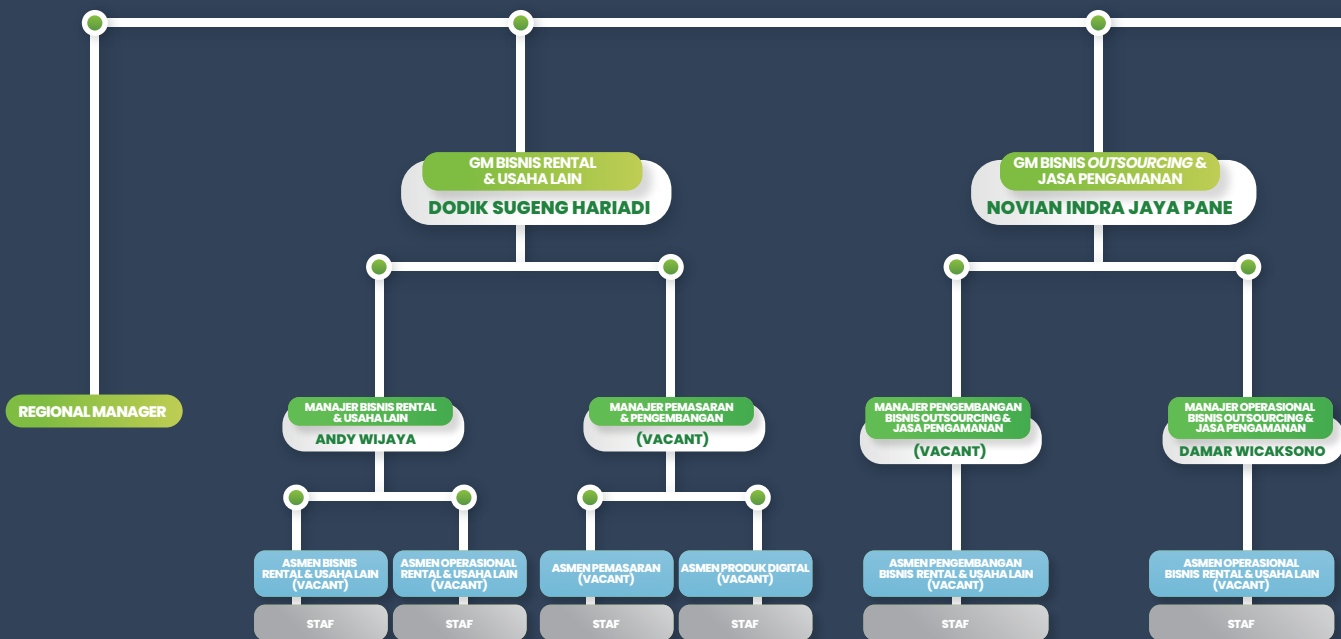 GM BISNIS RENTAL
& USAHA LAIN
DODIK SUGENG HARIADI
GM BISNIS OUTSOURCING &
JASA PENGAMANAN
NOVIAN INDRA JAYA PANE
REGIONAL MANAGER
MANAJER BISNIS RENTAL
& USAHA LAIN
ANDY WIJAYA
MANAJER PEMASARAN
& PENGEMBANGAN
(VACANT)
MANAJER PENGEMBANGAN
BISNIS OUTSOURCING &
JASA PENGAMANAN
(VACANT)
MANAJER OPERASIONAL
BISNIS OUTSOURCING &
JASA PENGAMANAN
DAMAR WICAKSONO
ASMEN BISNIS
RENTAL & USAHA LAIN
(VACANT)
ASMEN OPERASIONAL
RENTAL & USAHA LAIN
(VACANT)
ASMEN PEMASARAN
(VACANT)
ASMEN PRODUK DIGITAL
(VACANT)
ASMEN PENGEMBANGAN
BISNIS RENTAL & USAHA LAIN
(VACANT)
ASMEN OPERASIONAL
BISNIS RENTAL & USAHA LAIN
(VACANT)
STAF
STAF
STAF
STAF
STAF
STAF